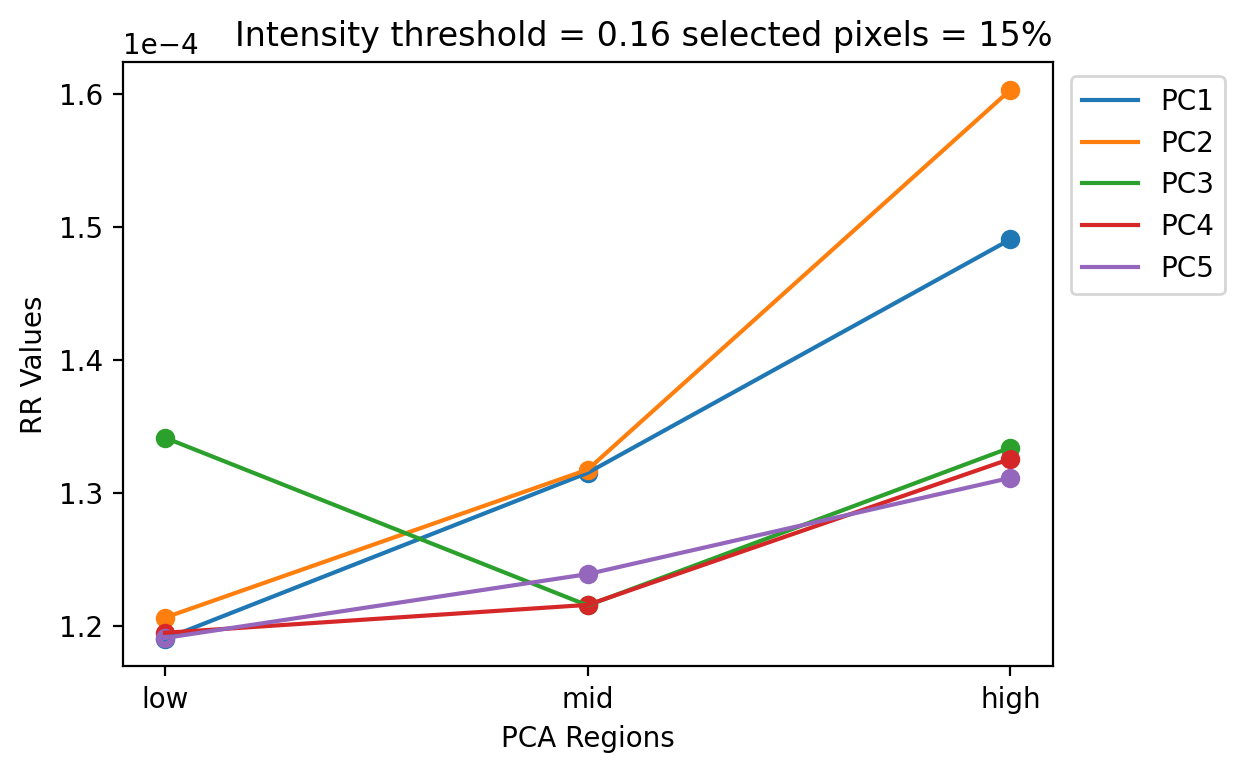 1e−4
Intensity threshold = 0.16 selected pixels = 15%
1.6
1.5
1.4
1.3
1.2
RR Values
low
mid
high
PCA Regions
PC1
PC2
PC3
PC4
PC5